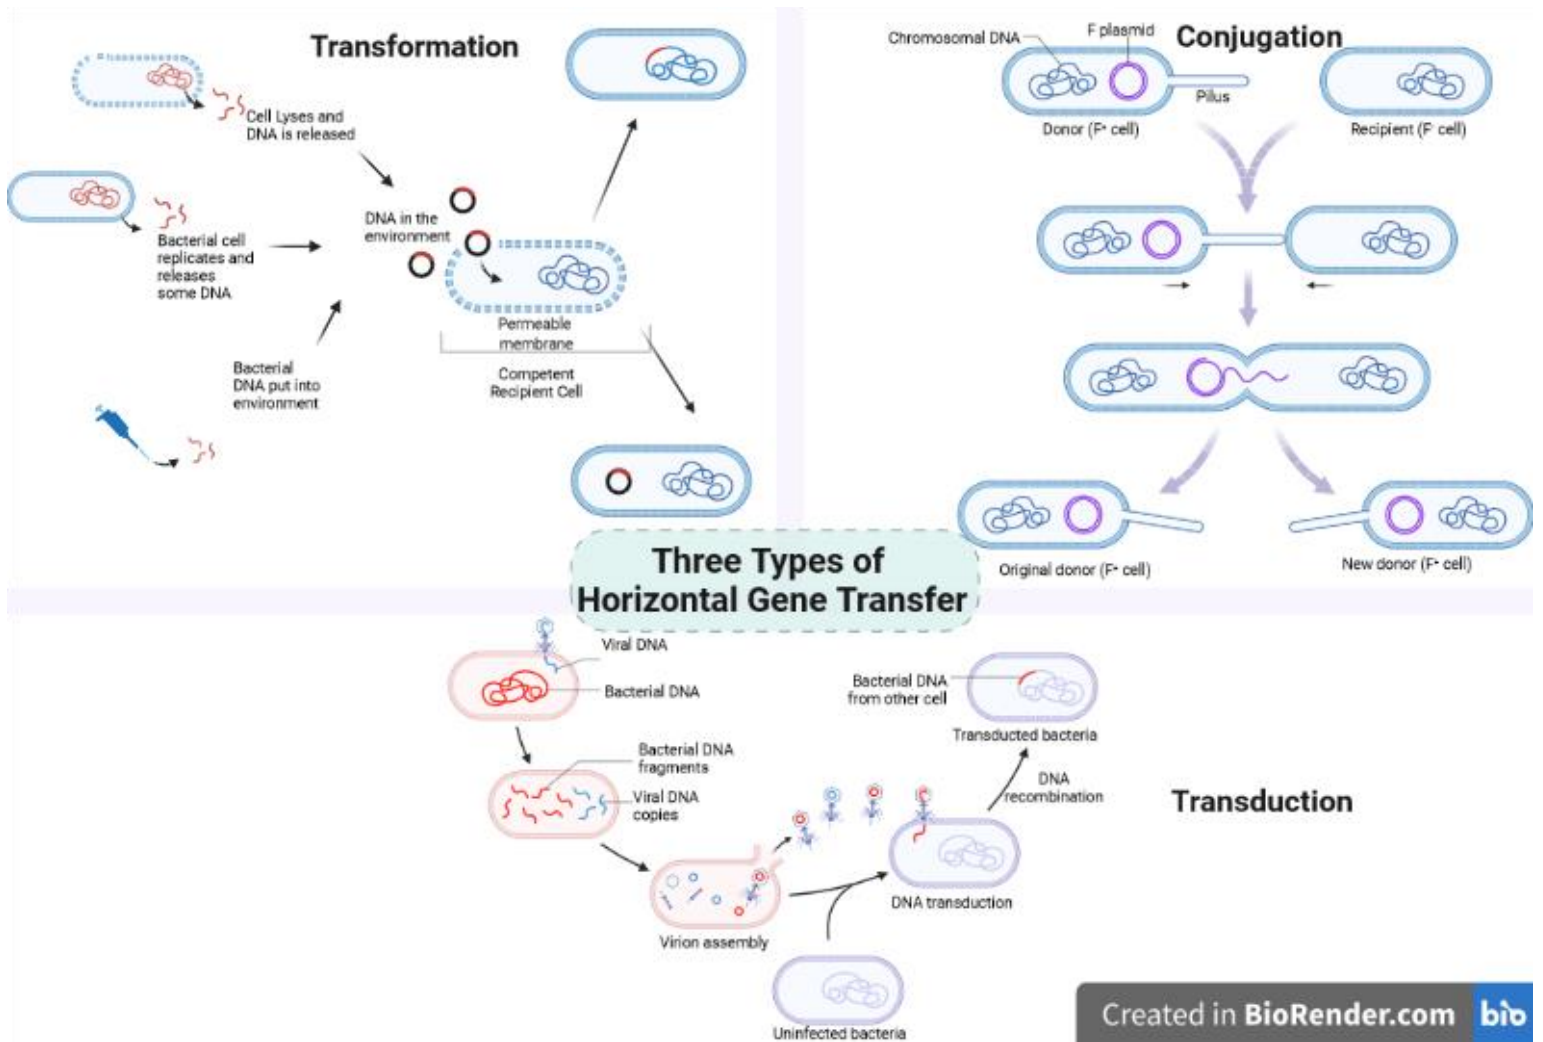 Transformation
Cell Lyses and
DNA is released
Bacterial cell
replicates and
releases
some DNA
Bacterial
DNA put into
environment
DNA in the
environment
Permeable
membrane
Competent
Recipient Cell
Conjugation
Chromosomal DNA
F plasmid
Pilus
Donor (F⁺ cell)
Recipient (F⁻ cell)
Original donor (F⁺ cell)
New donor (F⁺ cell)
Three Types of
Horizontal Gene Transfer
Viral DNA
Bacterial DNA
Bacterial DNA
fragments
Viral DNA
copies
Virion assembly
Uninfected bacteria
DNA transduction
DNA
recombination
Bacterial DNA
from other cell
Transducted bacteria
Transduction
Created in BioRender.com bio